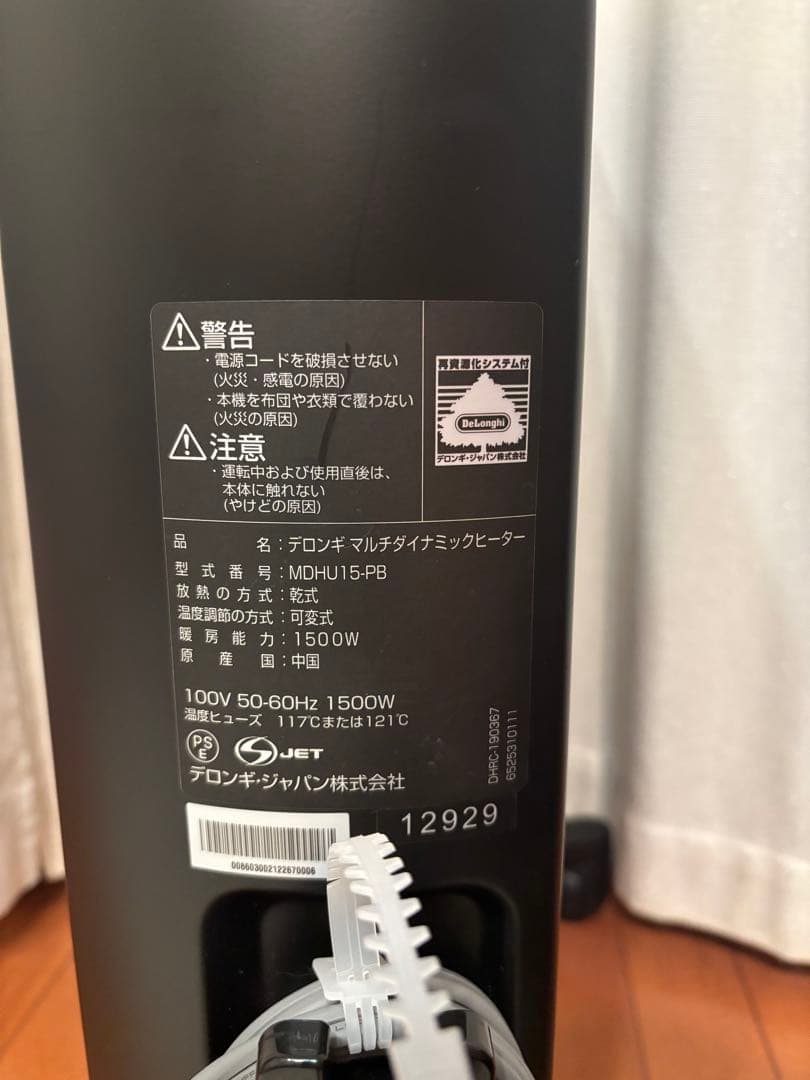 警告
・電源コードを破損させない
(火災・感電の原因)
・本機を布団や衣類で覆わない
(火災の原因)
注意
・運転中および使用直後は、
本体に触れない
(やけどの原因)
再資源化システム付
DeLonghi
デロンギ・ジャパン株式会社
品名：デロンギ マルチダイナミックヒーター
型式番号：MDHU15-PB
放熱の方式：乾式
温度調節の方式：可変式
暖房能力：1500W
原産国：中国
100V 50-60Hz 1500W
温度ヒューズ 117℃または121℃
PSE
S JET
デロンギ・ジャパン株式会社
DHRC-190367
6525310111
12929
008603002122670006